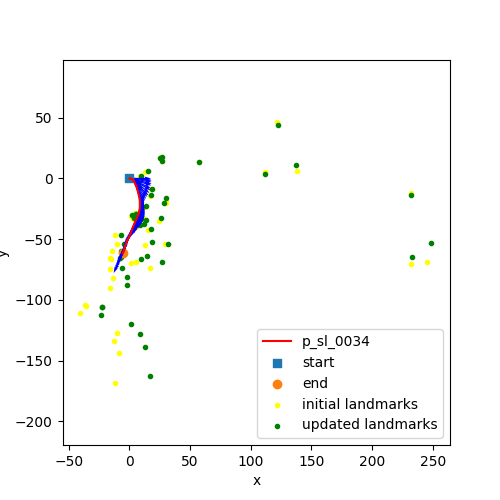 50
0
−50
−100
−150
−200
y
−50
0
50
100
150
200
250
x
p_sl_0034
start
end
initial landmarks
updated landmarks